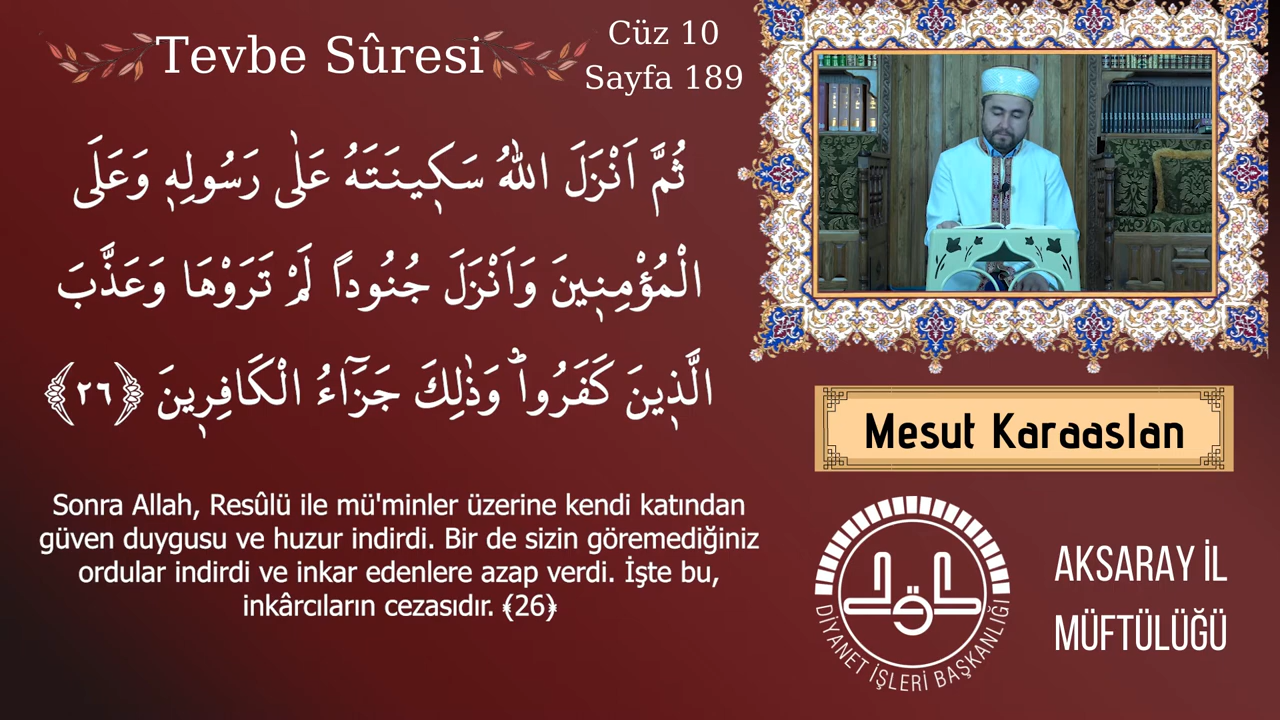 Tevbe Sûresi
Cüz 10
Sayfa 189
ثُمَّ اَنْزَلَ اللّٰهُ سَك۪ينَتَهُ عَلٰى رَسُولِه۪ وَعَلَى
الْمُؤْمِن۪ينَ وَاَنْزَلَ جُنُوداً لَمْ تَرَوْهَا وَعَذَّبَ
الَّذ۪ينَ كَفَرُواۜ وَذٰلِكَ جَزَٓاءُ الْكَافِر۪ينَ ﴿٢٦﴾
Sonra Allah, Resûlü ile mü'minler üzerine kendi katından
güven duygusu ve huzur indirdi. Bir de sizin göremediğiniz
ordular indirdi ve inkar edenlere azap verdi. İşte bu,
inkârcıların cezasıdır. ﴾26﴿
Mesut Karaaslan
DİYANET İŞLERİ BAŞKANLIĞI
AKSARAY İL
MÜFTÜLÜĞÜ